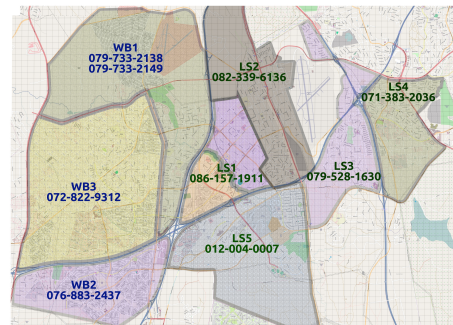 WB1
079-733-2138
079-733-2149
LS2
082-339-6136
LS4
071-383-2036
LS1
086-157-1911
LS3
079-528-1630
WB3
072-822-9312
LS5
012-004-0007
WB2
076-883-2437